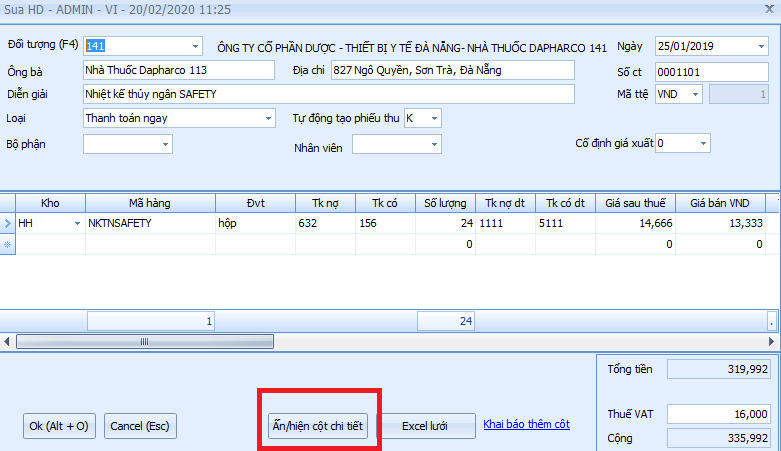 Sua HD - ADMIN - VI - 20/02/2020 11:25
Đối tượng (F4) 141 ÔNG TY CỔ PHẦN DƯỢC - THIẾT BỊ Y TẾ ĐÀ NẴNG- NHÀ THUỐC DAPHARCO 141 Ngày 25/01/2019
Ông bà Nhà Thuốc Dapharco 113 Địa chỉ 827 Ngô Quyền, Sơn Trà, Đà Nẵng Số ct 0001101
Diễn giải Nhiệt kế thủy ngân SAFETY Mã ttệ VND 1
Loại Thanh toán ngay Tự động tạo phiếu thu K
Bộ phận Nhân viên Cố định giá xuất 0
Kho Mã hàng Đvt Tk nợ Tk có Số lượng Tk nợ dt Tk có dt Giá sau thuế Giá bán VND T
HH NKTNSAFETY hộp 632 156 24 1111 5111 14,666 13,333
0 0 0
1 24 .
Tổng tiền 319,992
Thuế VAT 16,000
Cộng 335,992
Ok (Alt + O) Cancel (Esc) Ẩn/hiện cột chi tiết Excel lưới Khai báo thêm cột